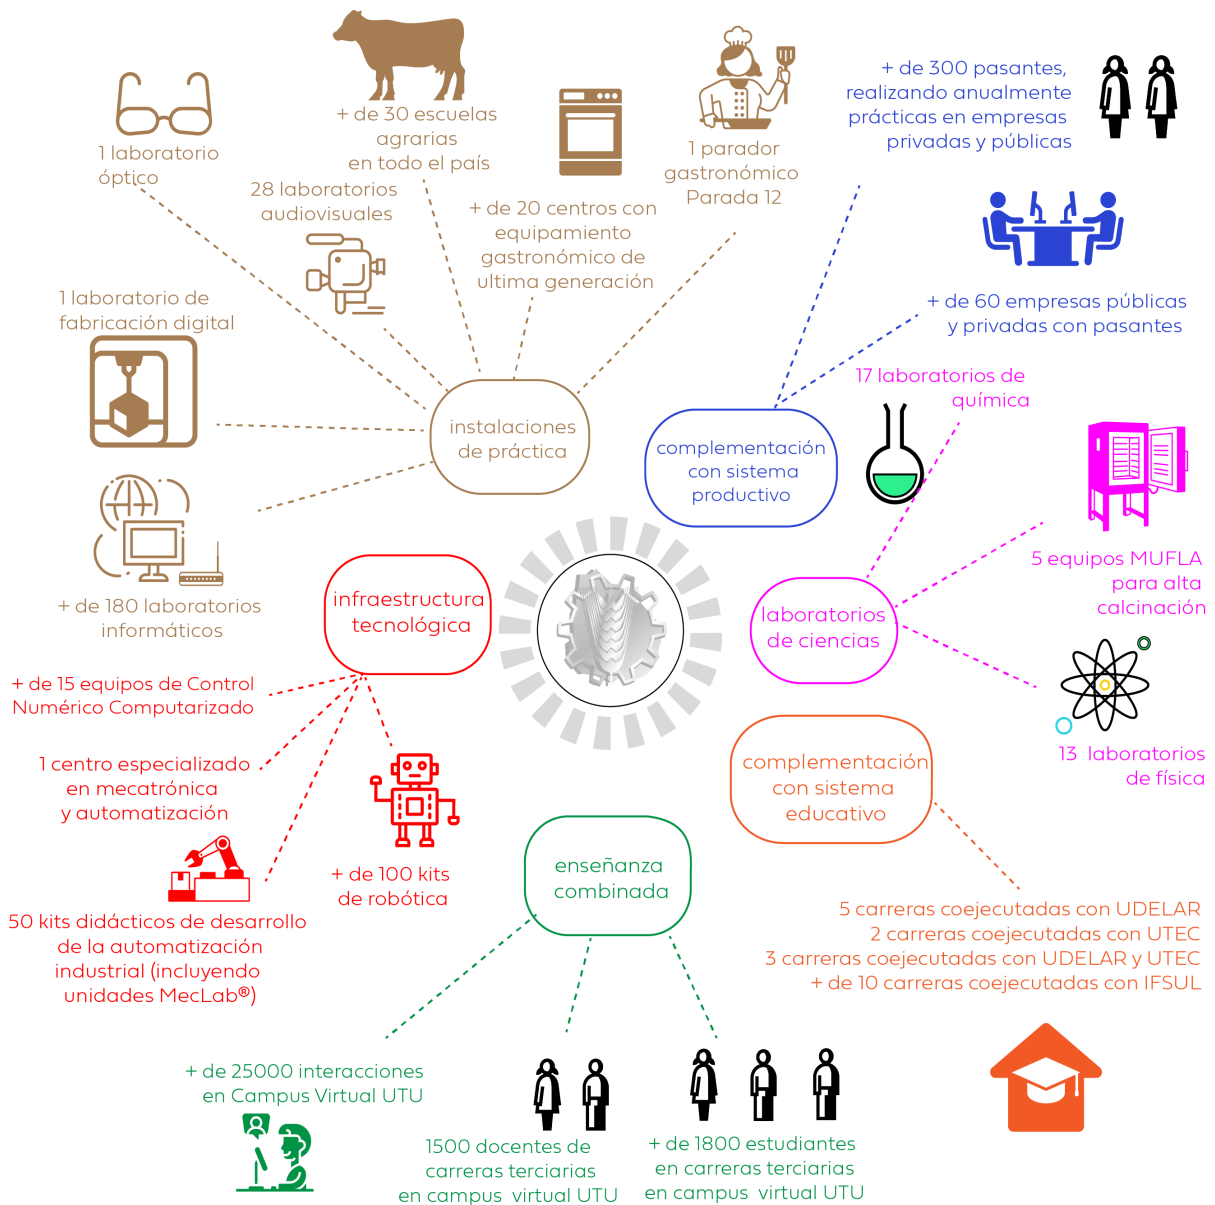 1 laboratorio
óptico
+ de 30 escuelas
agrarias
en todo el país
28 laboratorios
audiovisuales
+ de 20 centros con
equipamiento
gastronómico de
ultima generación
1 parador
gastronómico
Parada 12
1 laboratorio de
fabricación digital
+ de 180 laboratorios
informáticos
instalaciones
de práctica
+ de 300 pasantes,
realizando anualmente
prácticas en empresas
privadas y públicas
+ de 60 empresas públicas
y privadas con pasantes
complementación
con sistema
productivo
17 laboratorios de
química
5 equipos MUFLA
para alta
calcinación
laboratorios
de ciencias
13 laboratorios
de física
infraestructura
tecnológica
+ de 15 equipos de Control
Numérico Computarizado
1 centro especializado
en mecatrónica
y automatización
50 kits didácticos de desarrollo
de la automatización
industrial (incluyendo
unidades MecLab®)
+ de 100 kits
de robótica
complementación
con sistema
educativo
5 carreras coejecutadas con UDELAR
2 carreras coejecutadas con UTEC
3 carreras coejecutadas con UDELAR y UTEC
+ de 10 carreras coejecutadas con IFSUL
enseñanza
combinada
+ de 25000 interacciones
en Campus Virtual UTU
1500 docentes de
carreras terciarias
en campus virtual UTU
+ de 1800 estudiantes
en carreras terciarias
en campus virtual UTU